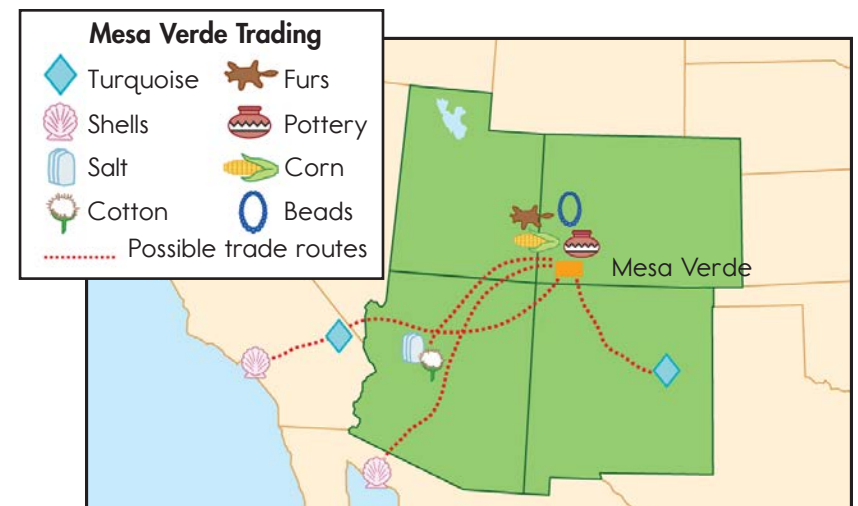 Mesa Verde Trading
Turquoise
Furs
Shells
Pottery
Salt
Corn
Cotton
Beads
Possible trade routes
Mesa Verde